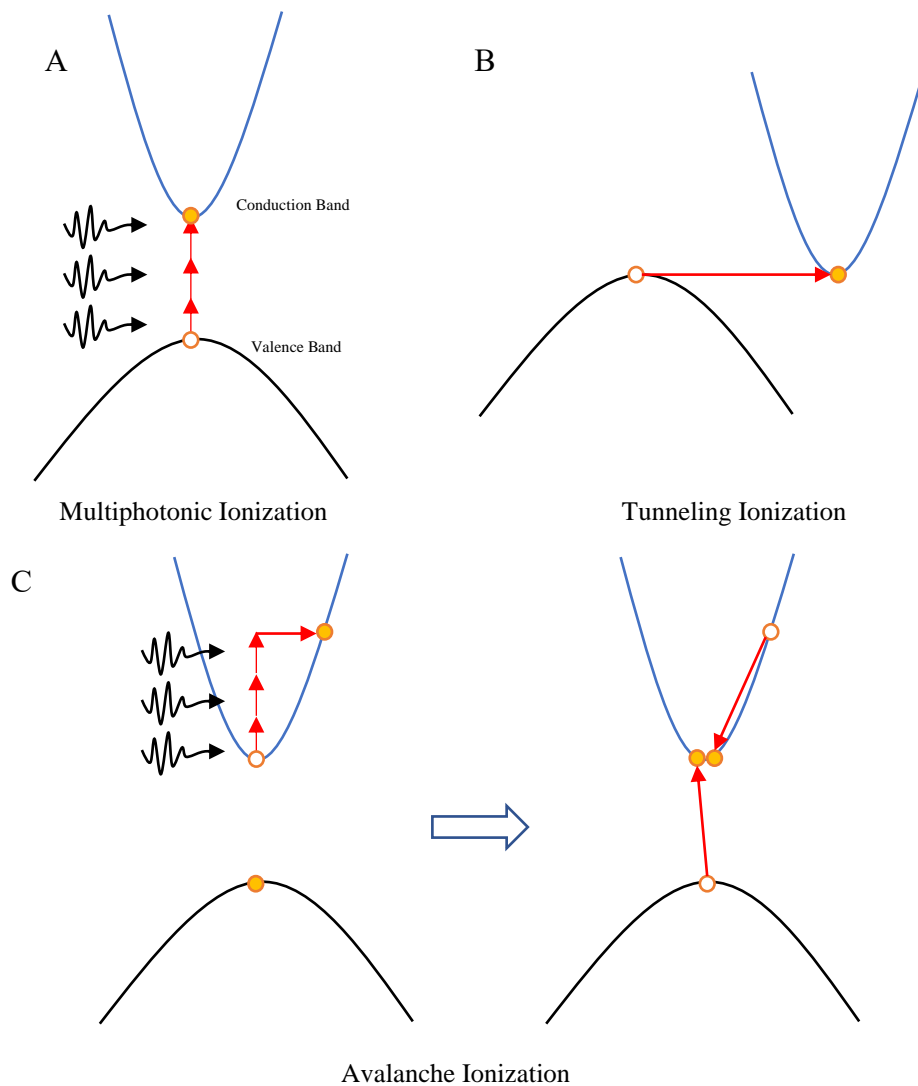 A
B
Conduction Band
Valence Band
Multiphotonic Ionization
Tunneling Ionization
C
Avalanche Ionization